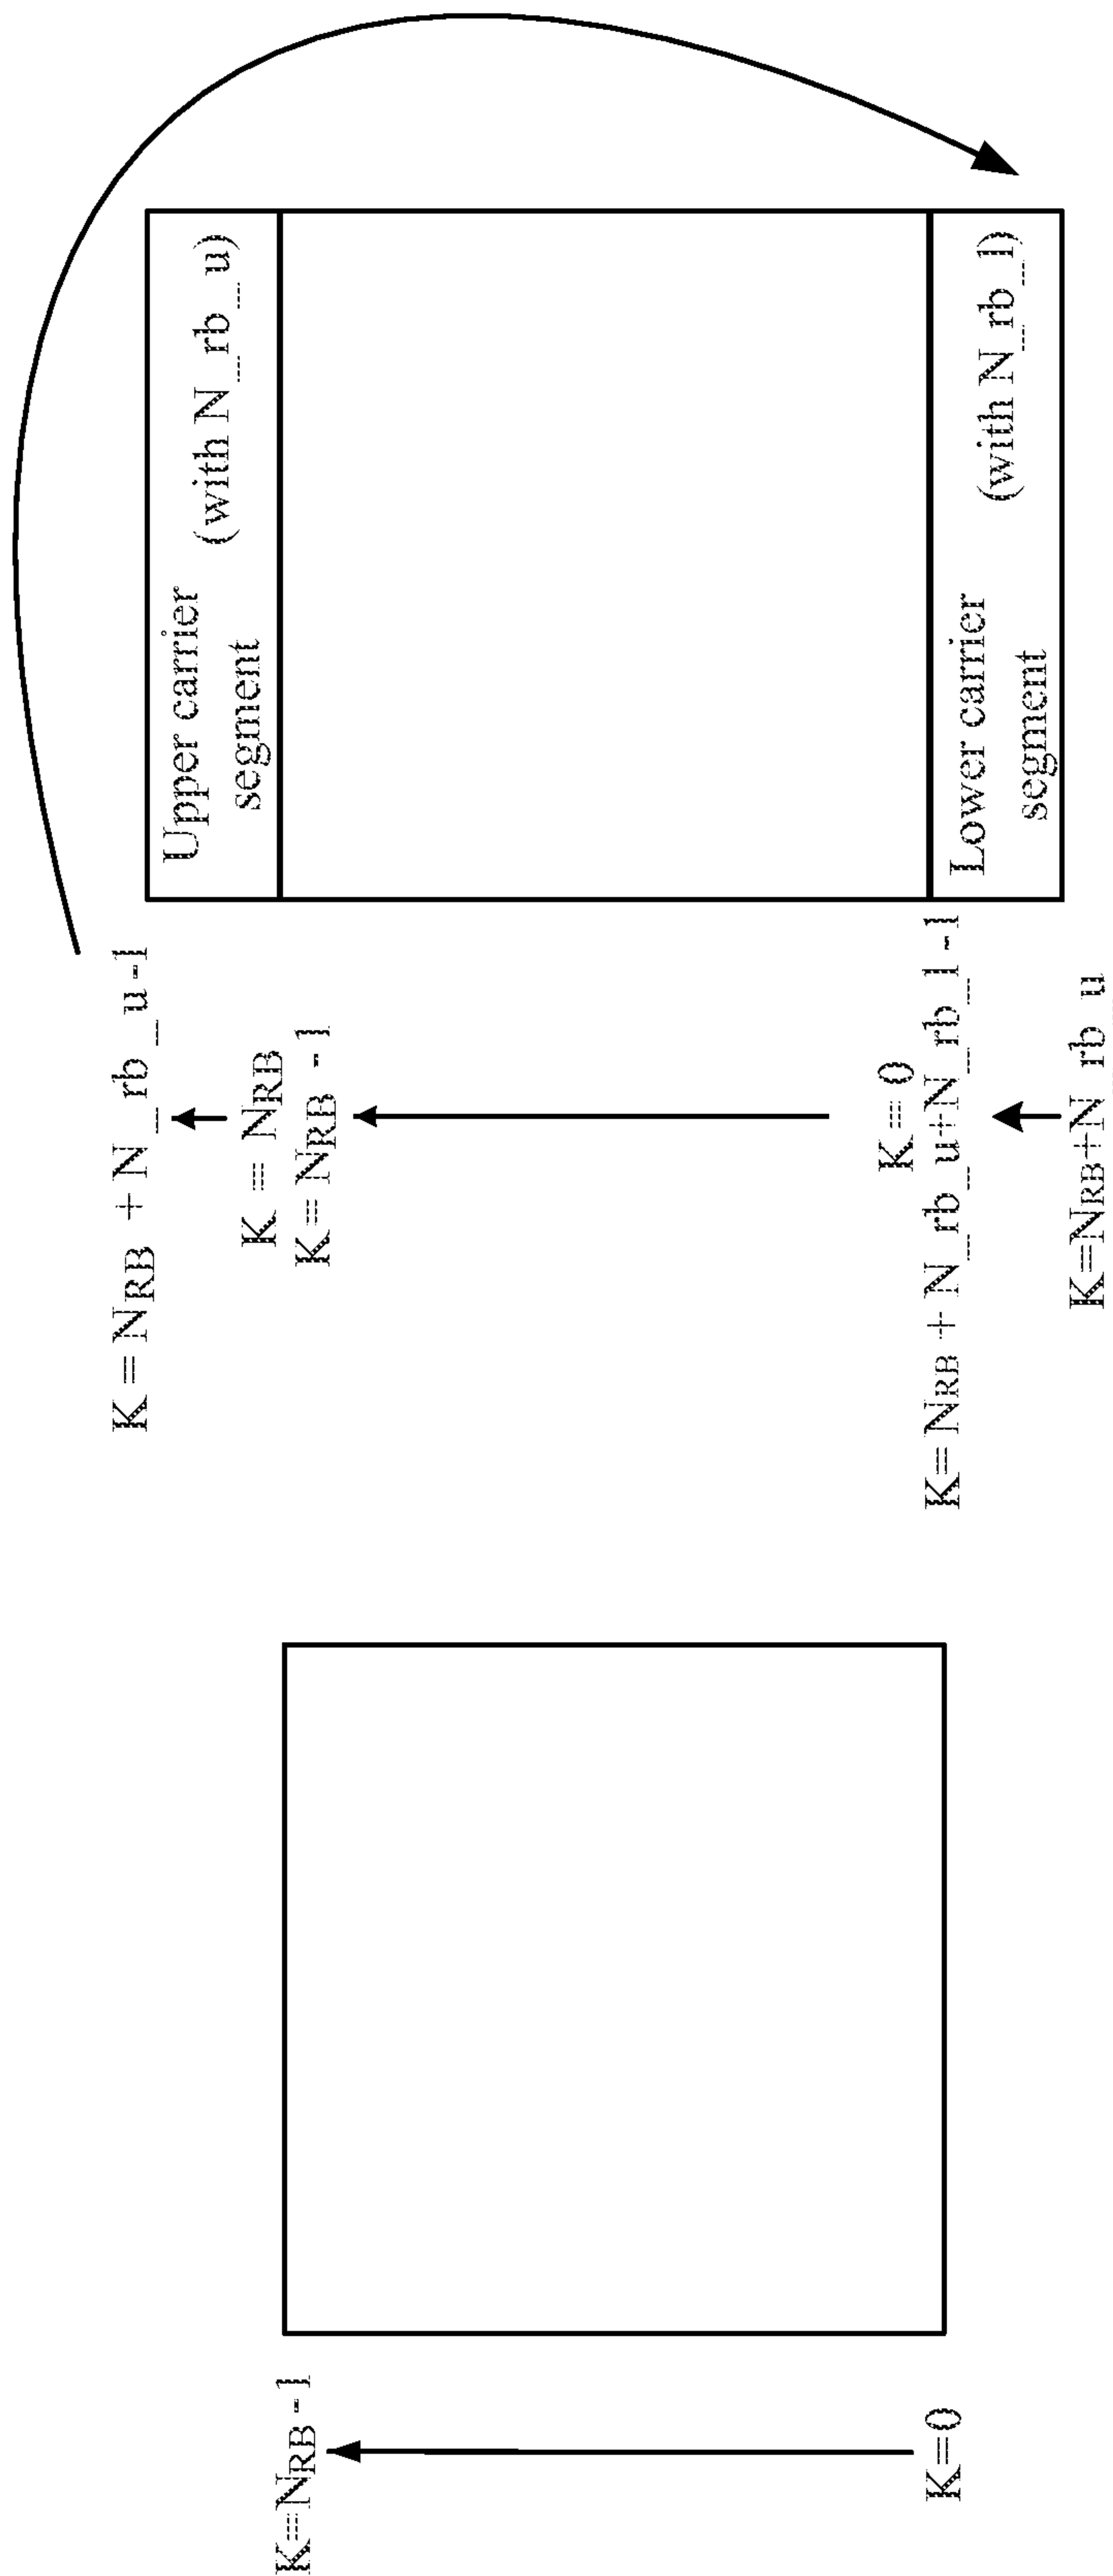 K=NRB-1
K=0
K = NRB + N_rb_u-1
K = NRB
K = NRB -1
K = 0
K= NRB + N_rb_u+N_rb_l-1
K=NRB+N_rb_u
Upper carrier
segment
(with N_rb_u)
Lower carrier
segment
(with N_rb_l)